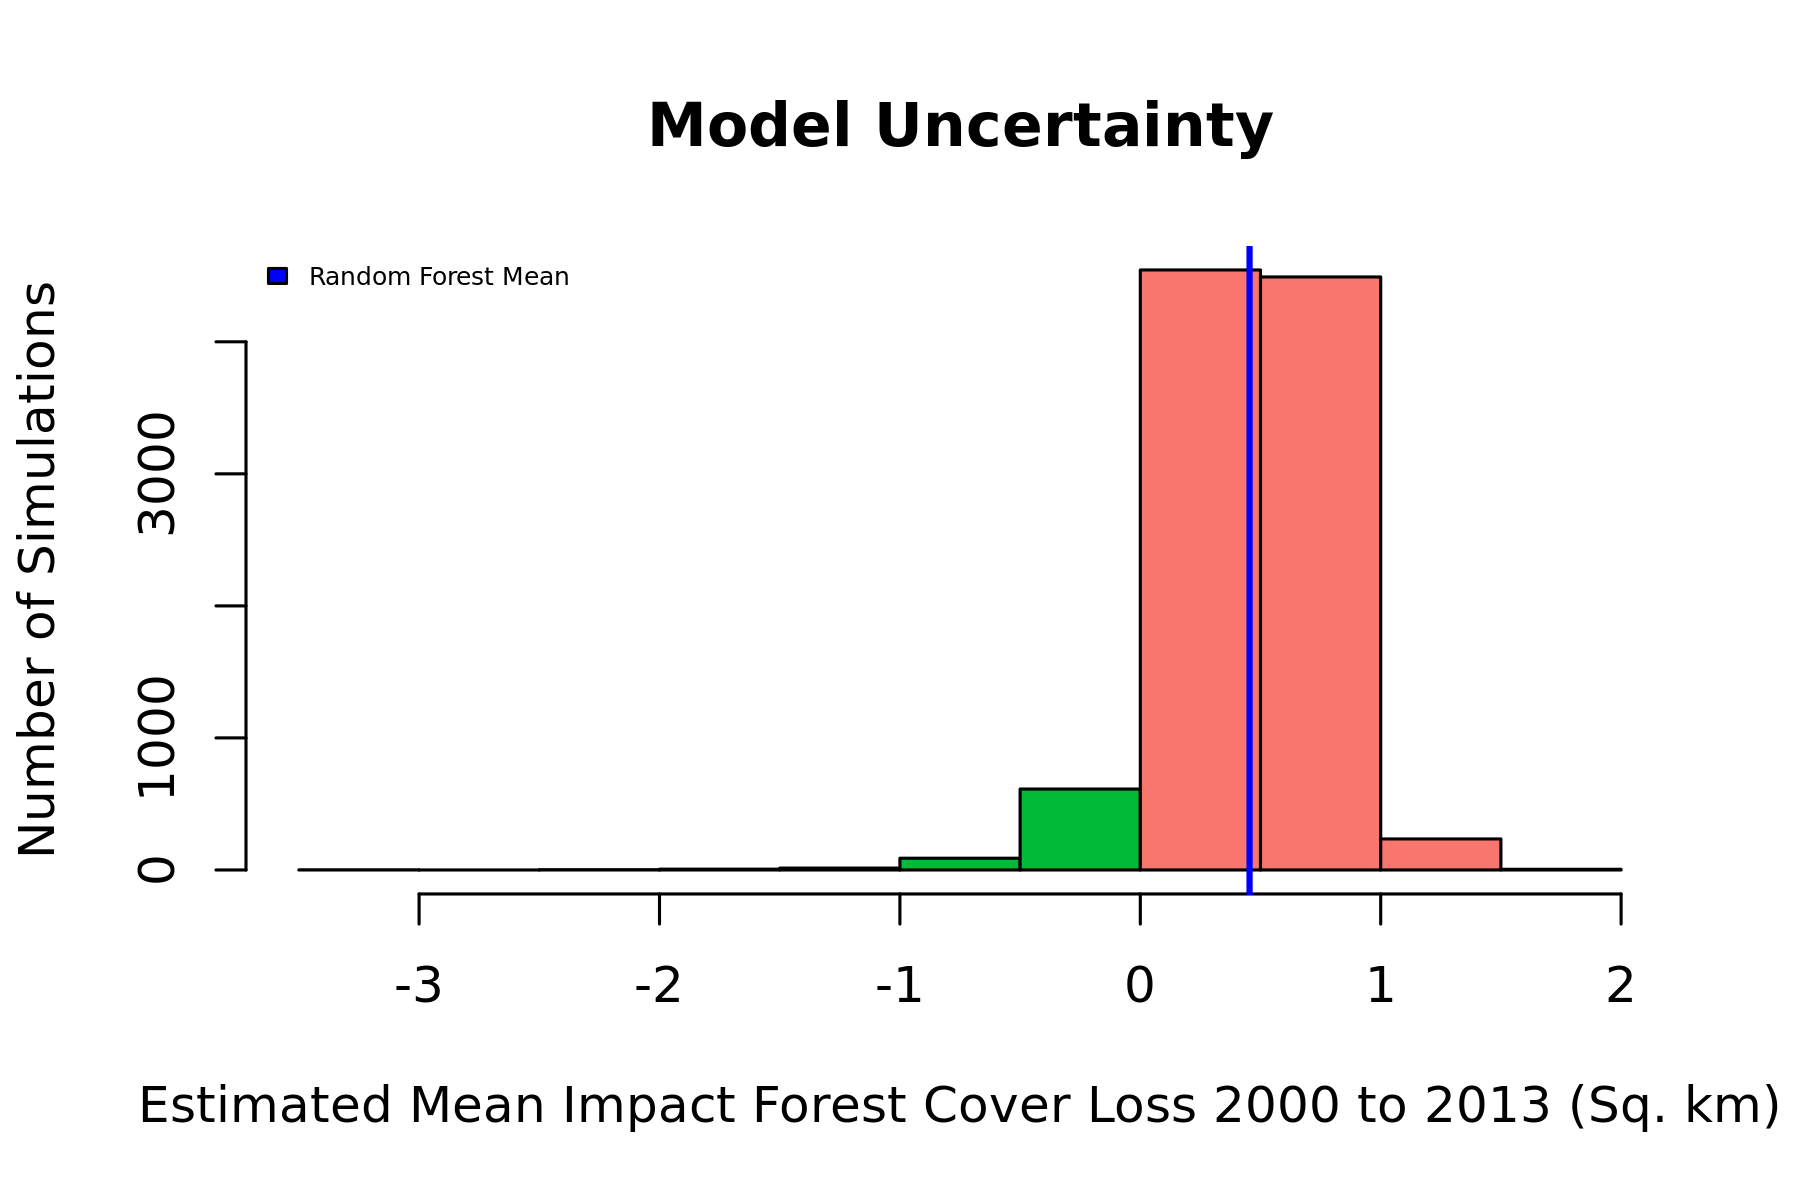 Model Uncertainty
Random Forest Mean
Number of Simulations
3000
1000
0
-3 -2 -1 0 1 2
Estimated Mean Impact Forest Cover Loss 2000 to 2013 (Sq. km)